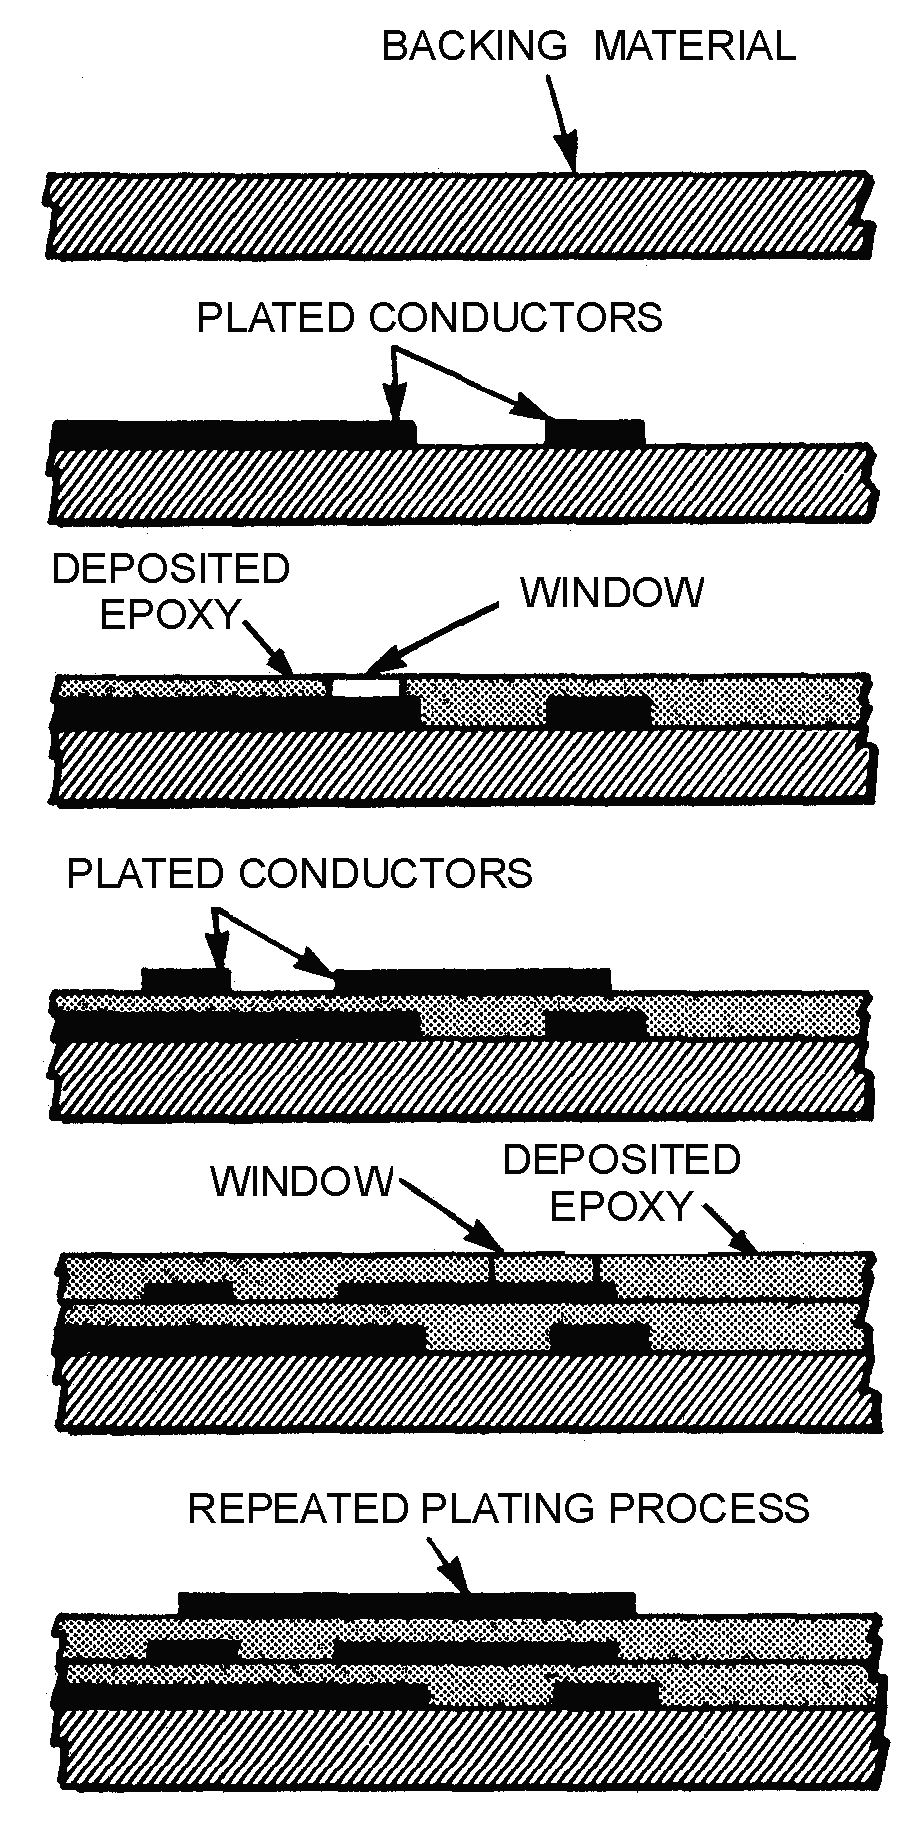 BACKING MATERIAL
PLATED CONDUCTORS
DEPOSITED
EPOXY
WINDOW
PLATED CONDUCTORS
WINDOW
DEPOSITED
EPOXY
REPEATED PLATING PROCESS